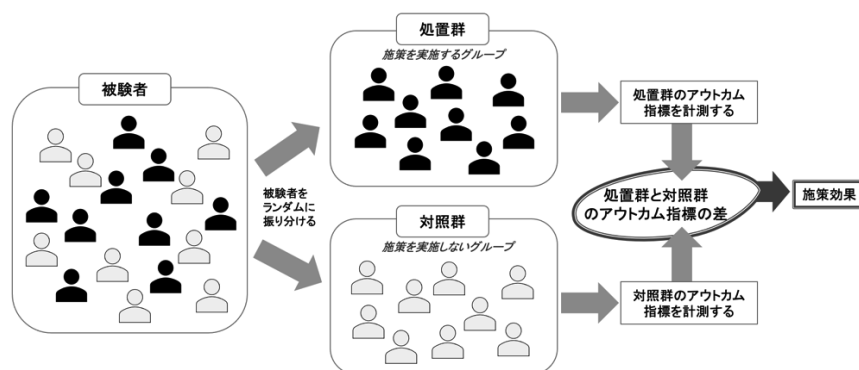 被験者
被験者を
ランダムに
振り分ける
処置群
施策を実施するグループ
対照群
施策を実施しないグループ
処置群のアウトカム
指標を計測する
処置群と対照群
のアウトカム指標の差
施策効果
対照群のアウトカム
指標を計測する